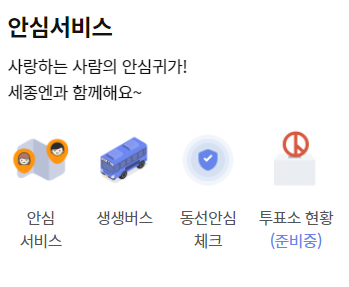 안심서비스
사랑하는 사람의 안심귀가!
세종엔과 함께해요~
안심
서비스
생생버스
동선안심
체크
투표소 현황
(준비중)